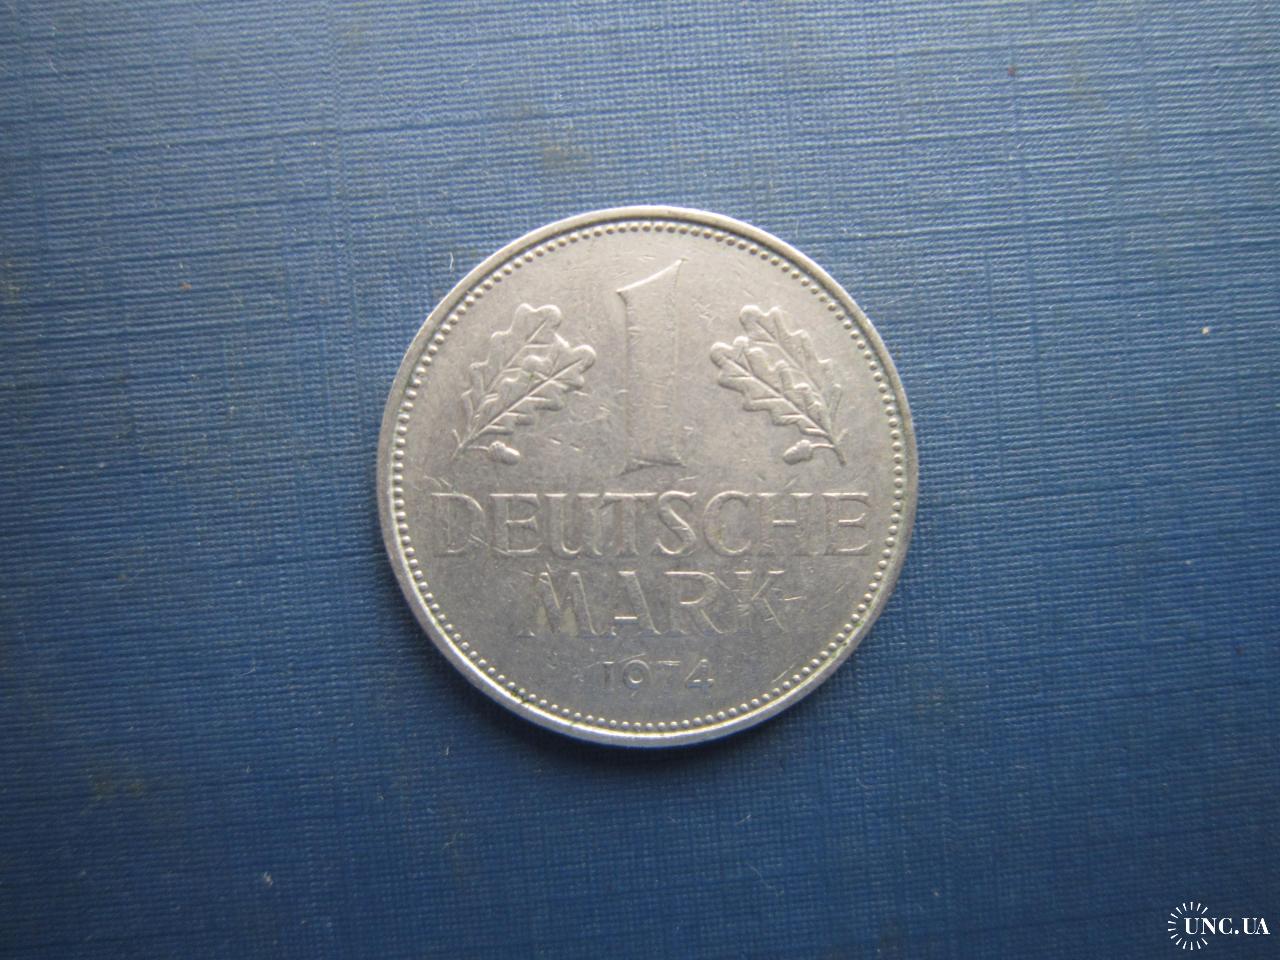 1
DEUTSCHE
MARK
1974
UNC.UA